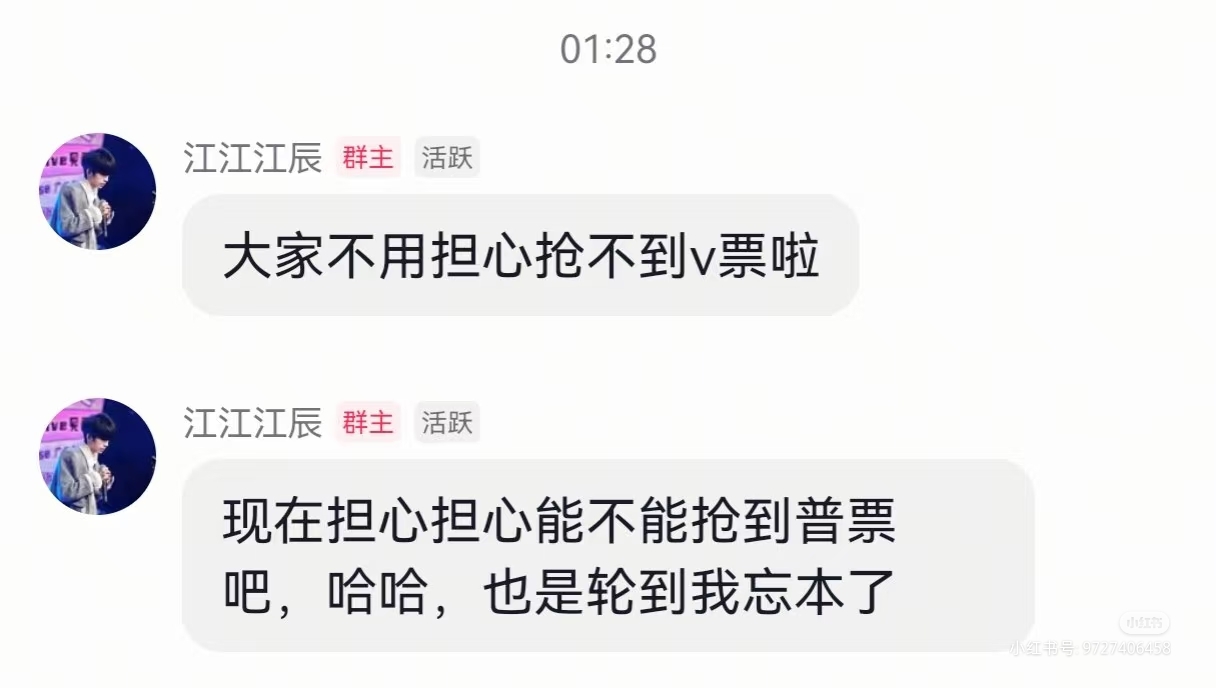 01:28
江江江辰 群主 活跃
大家不用担心抢不到v票啦
江江江辰 群主 活跃
现在担心担心能不能抢到普票
吧，哈哈，也是轮到我忘本了
小红书
小红书号: 9727406458